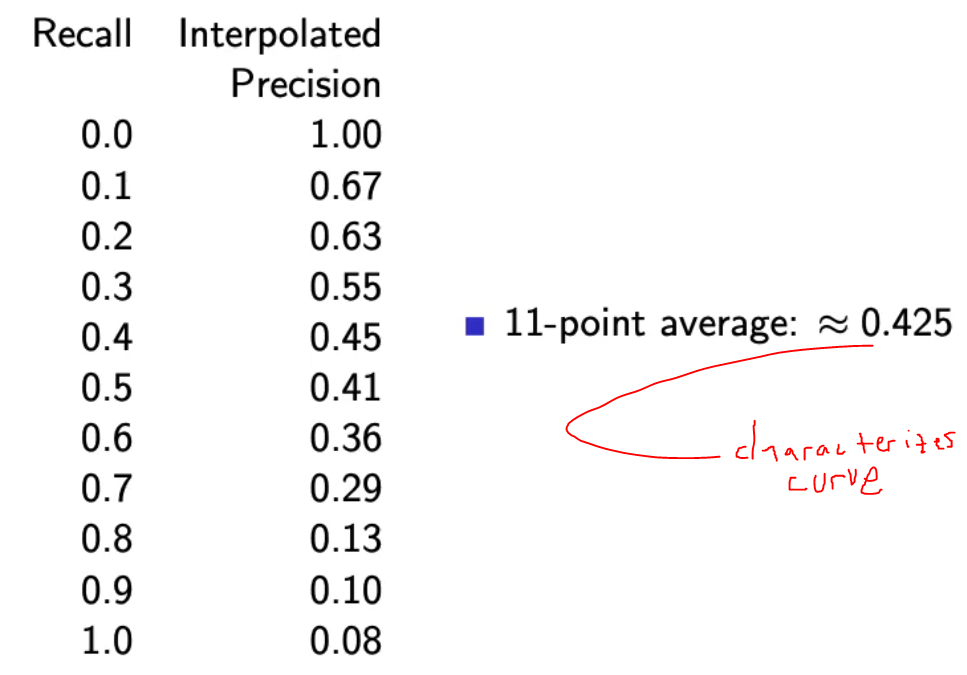 Recall Interpolated
Precision
0.0 1.00
0.1 0.67
0.2 0.63
0.3 0.55
0.4 0.45
0.5 0.41
0.6 0.36
0.7 0.29
0.8 0.13
0.9 0.10
1.0 0.08
11-point average: ≈ 0.425
characterizes
curve